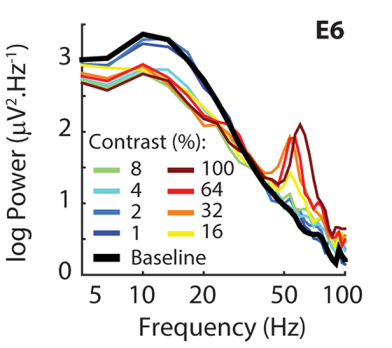 E6
log Power (μV².Hz⁻¹)
3
2
1
0
Contrast (%):
8 100
4 64
2 32
1 16
Baseline
5 10 20 50 100
Frequency (Hz)